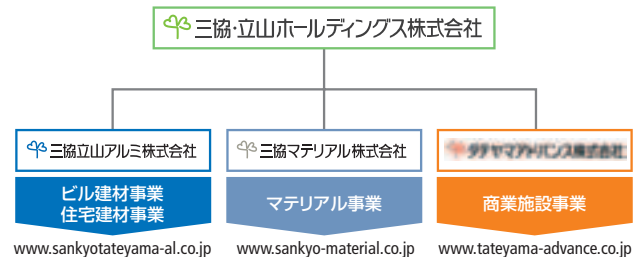 三協・立山ホールディングス株式会社
三協立山アルミ株式会社
三協マテリアル株式会社
ビル建材事業
住宅建材事業
マテリアル事業
商業施設事業
www.sankyotateyama-al.co.jp
www.sankyo-material.co.jp
www.tateyama-advance.co.jp